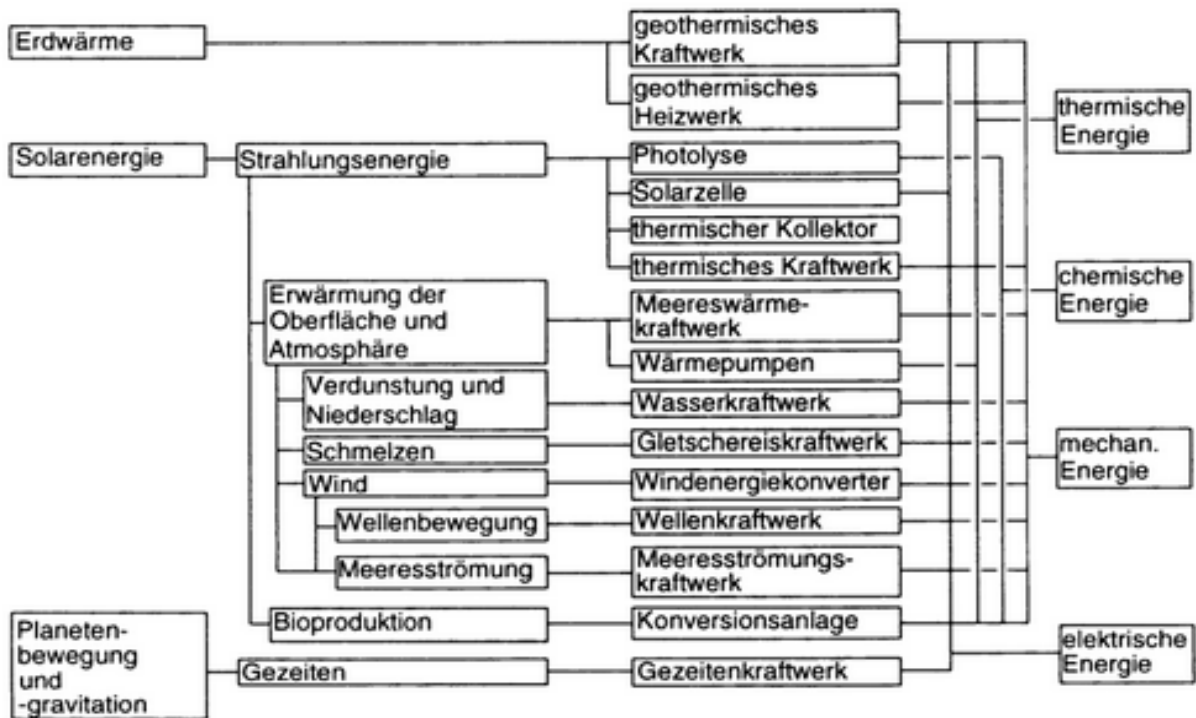 Erdwärme
geothermisches
Kraftwerk
geothermisches
Heizwerk
thermische
Energie
Solarenergie
Strahlungsenergie
Photolyse
Solarzelle
thermischer Kollektor
thermisches Kraftwerk
chemische
Energie
Erwärmung der
Oberfläche und
Atmosphäre
Meereswärme-
kraftwerk
Wärmepumpen
Verdunstung und
Niederschlag
Wasserkraftwerk
Schmelzen
Gletschereiskraftwerk
mechan.
Energie
Wind
Windenergiekonverter
Wellenbewegung
Wellenkraftwerk
Meeresströmung
Meeresströmungs-
kraftwerk
Bioproduktion
Konversionsanlage
Planeten-
bewegung
und
-gravitation
Gezeiten
Gezeitenkraftwerk
elektrische
Energie